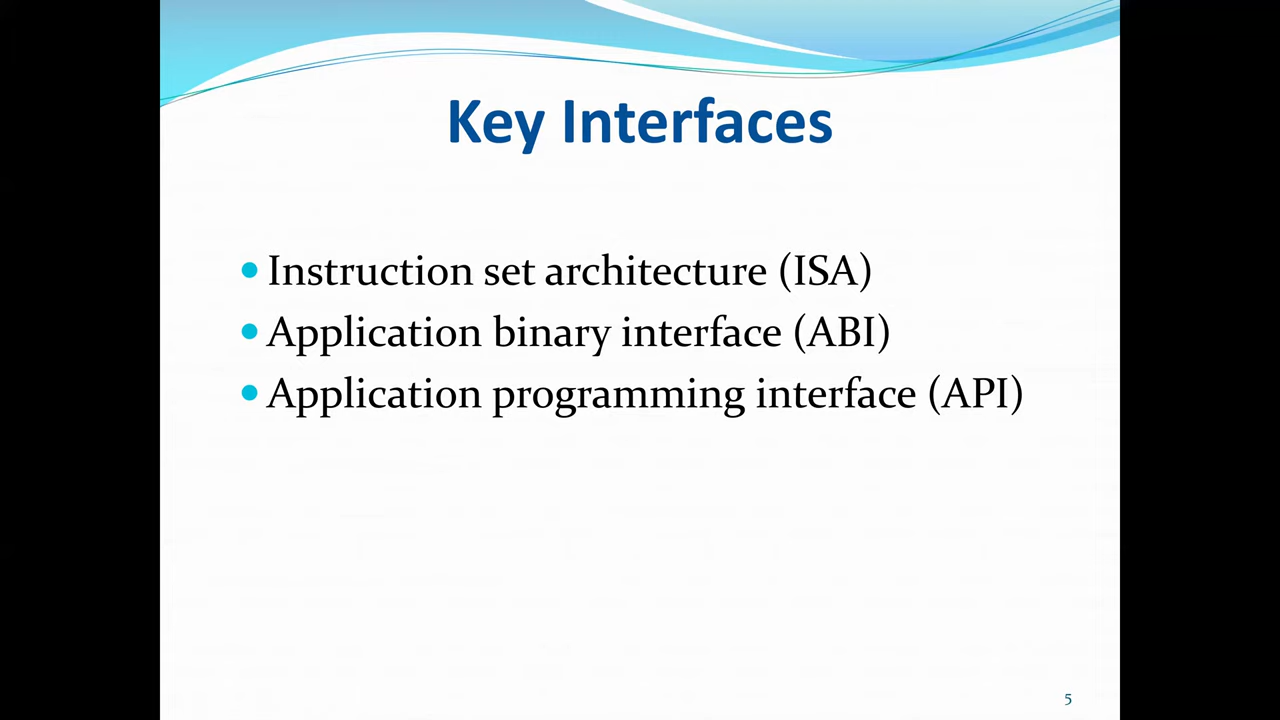 Key Interfaces
• Instruction set architecture (ISA)
• Application binary interface (ABI)
• Application programming interface (API)
5